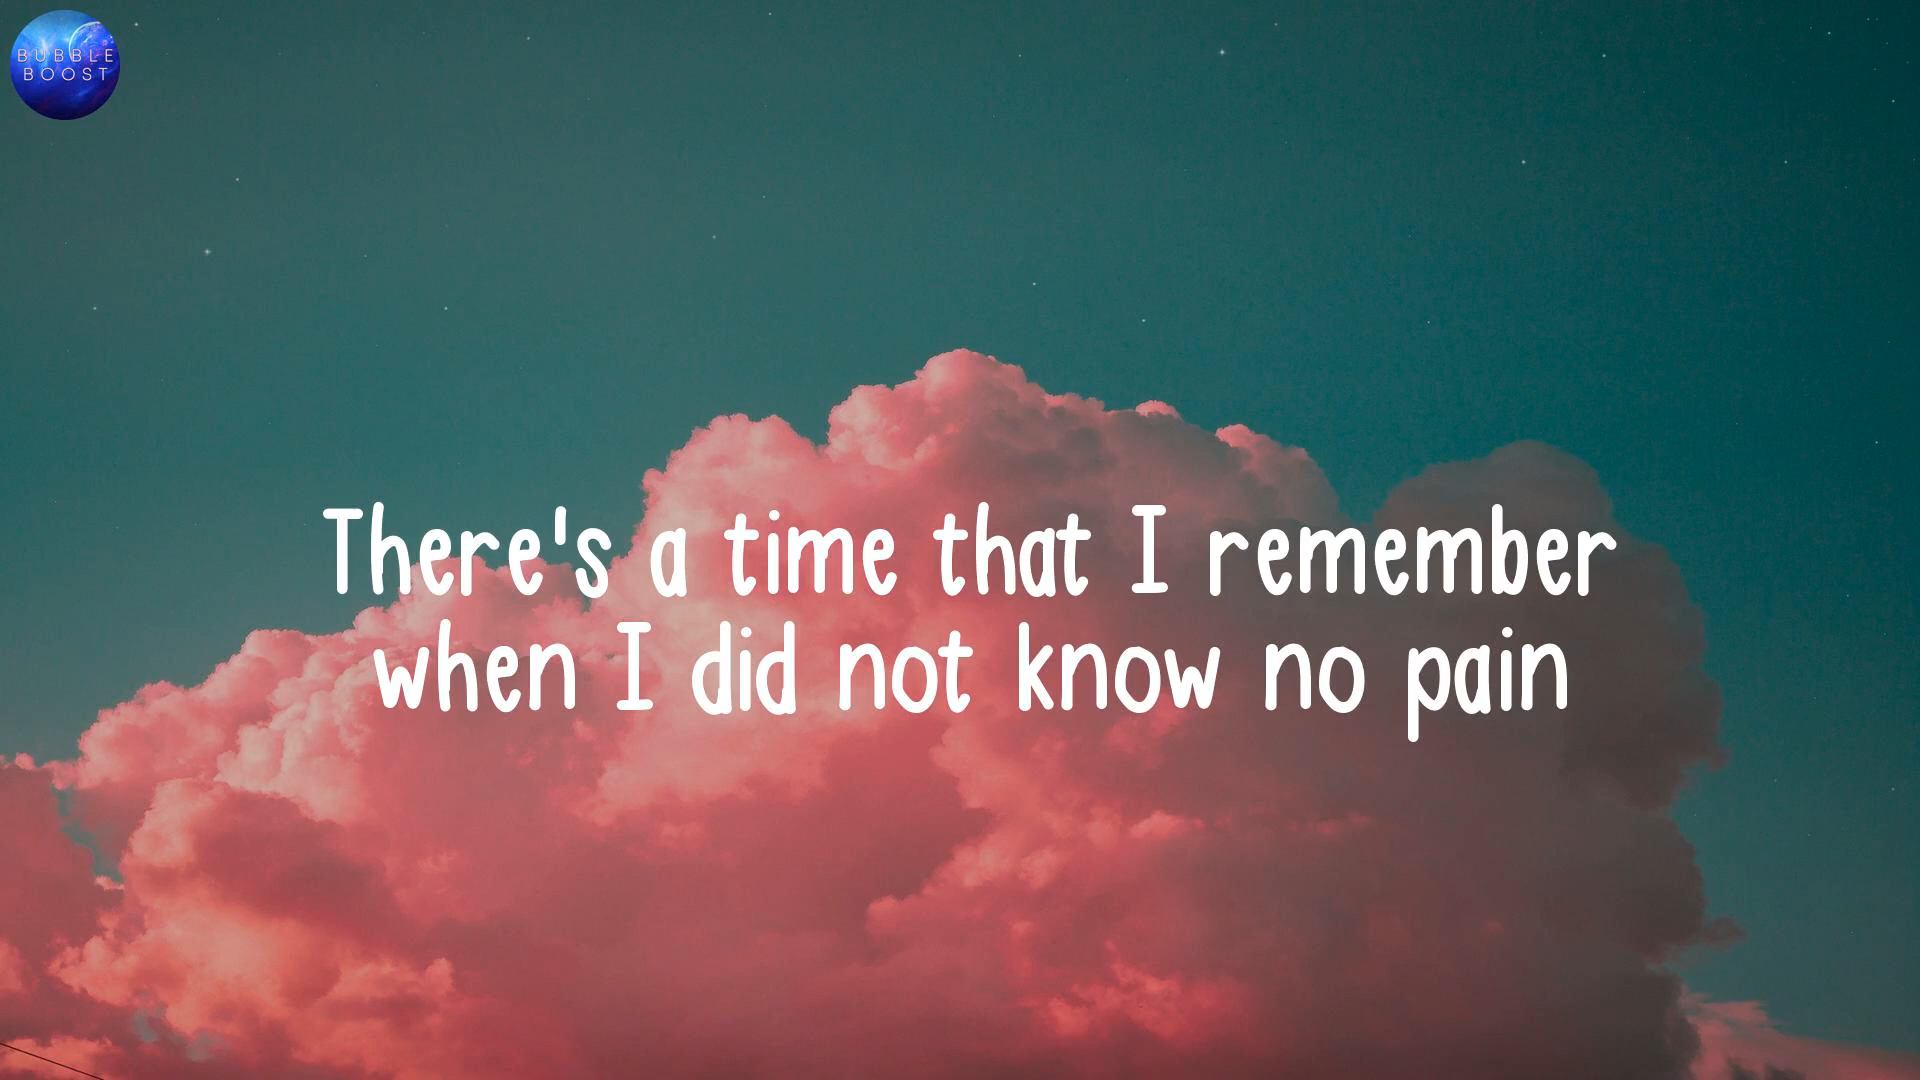 BUBBLE
BOOST
There's a time that I remember
when I did not know no pain